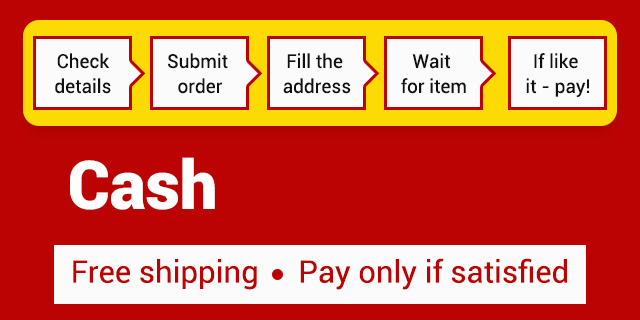 Check
details
Submit
order
Fill the
address
Wait
for item
If like
it - pay!
Cash
Free shipping • Pay only if satisfied